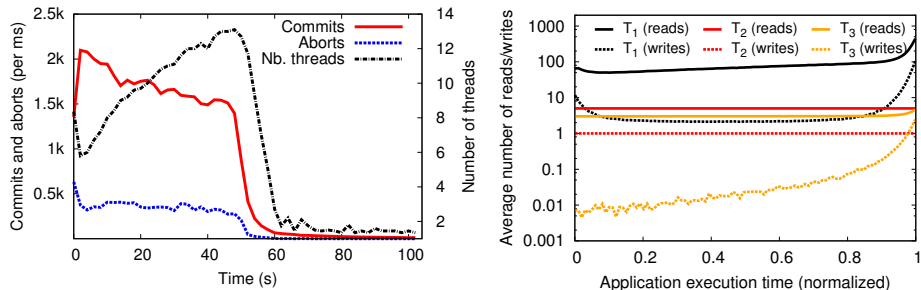 Commits and aborts (per ms)
2.5k
2k
1.5k
1k
0.5k
Commits
Aborts
Nb. threads
14
12
10
8
6
4
2
Number of threads
0
20
40
60
80
100
Time (s)
Average number of reads/writes
1000
100
10
1
0.1
0.01
0.001
T1 (reads)
T2 (reads)
T3 (reads)
T1 (writes)
T2 (writes)
T3 (writes)
0
0.2
0.4
0.6
0.8
1
Application execution time (normalized)